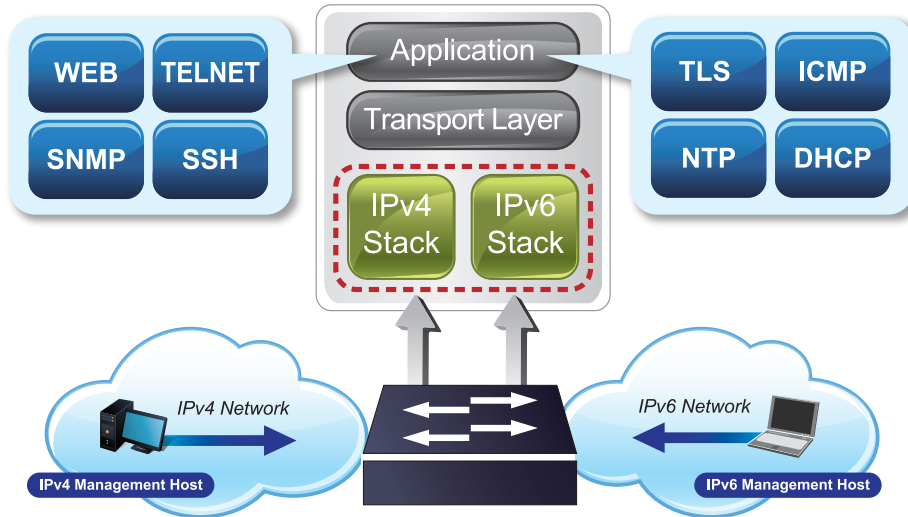 WEB
TELNET
SNMP
SSH
Application
Transport Layer
IPv4
Stack
IPv6
Stack
TLS
ICMP
NTP
DHCP
IPv4 Network
IPv4 Management Host
IPv6 Network
IPv6 Management Host